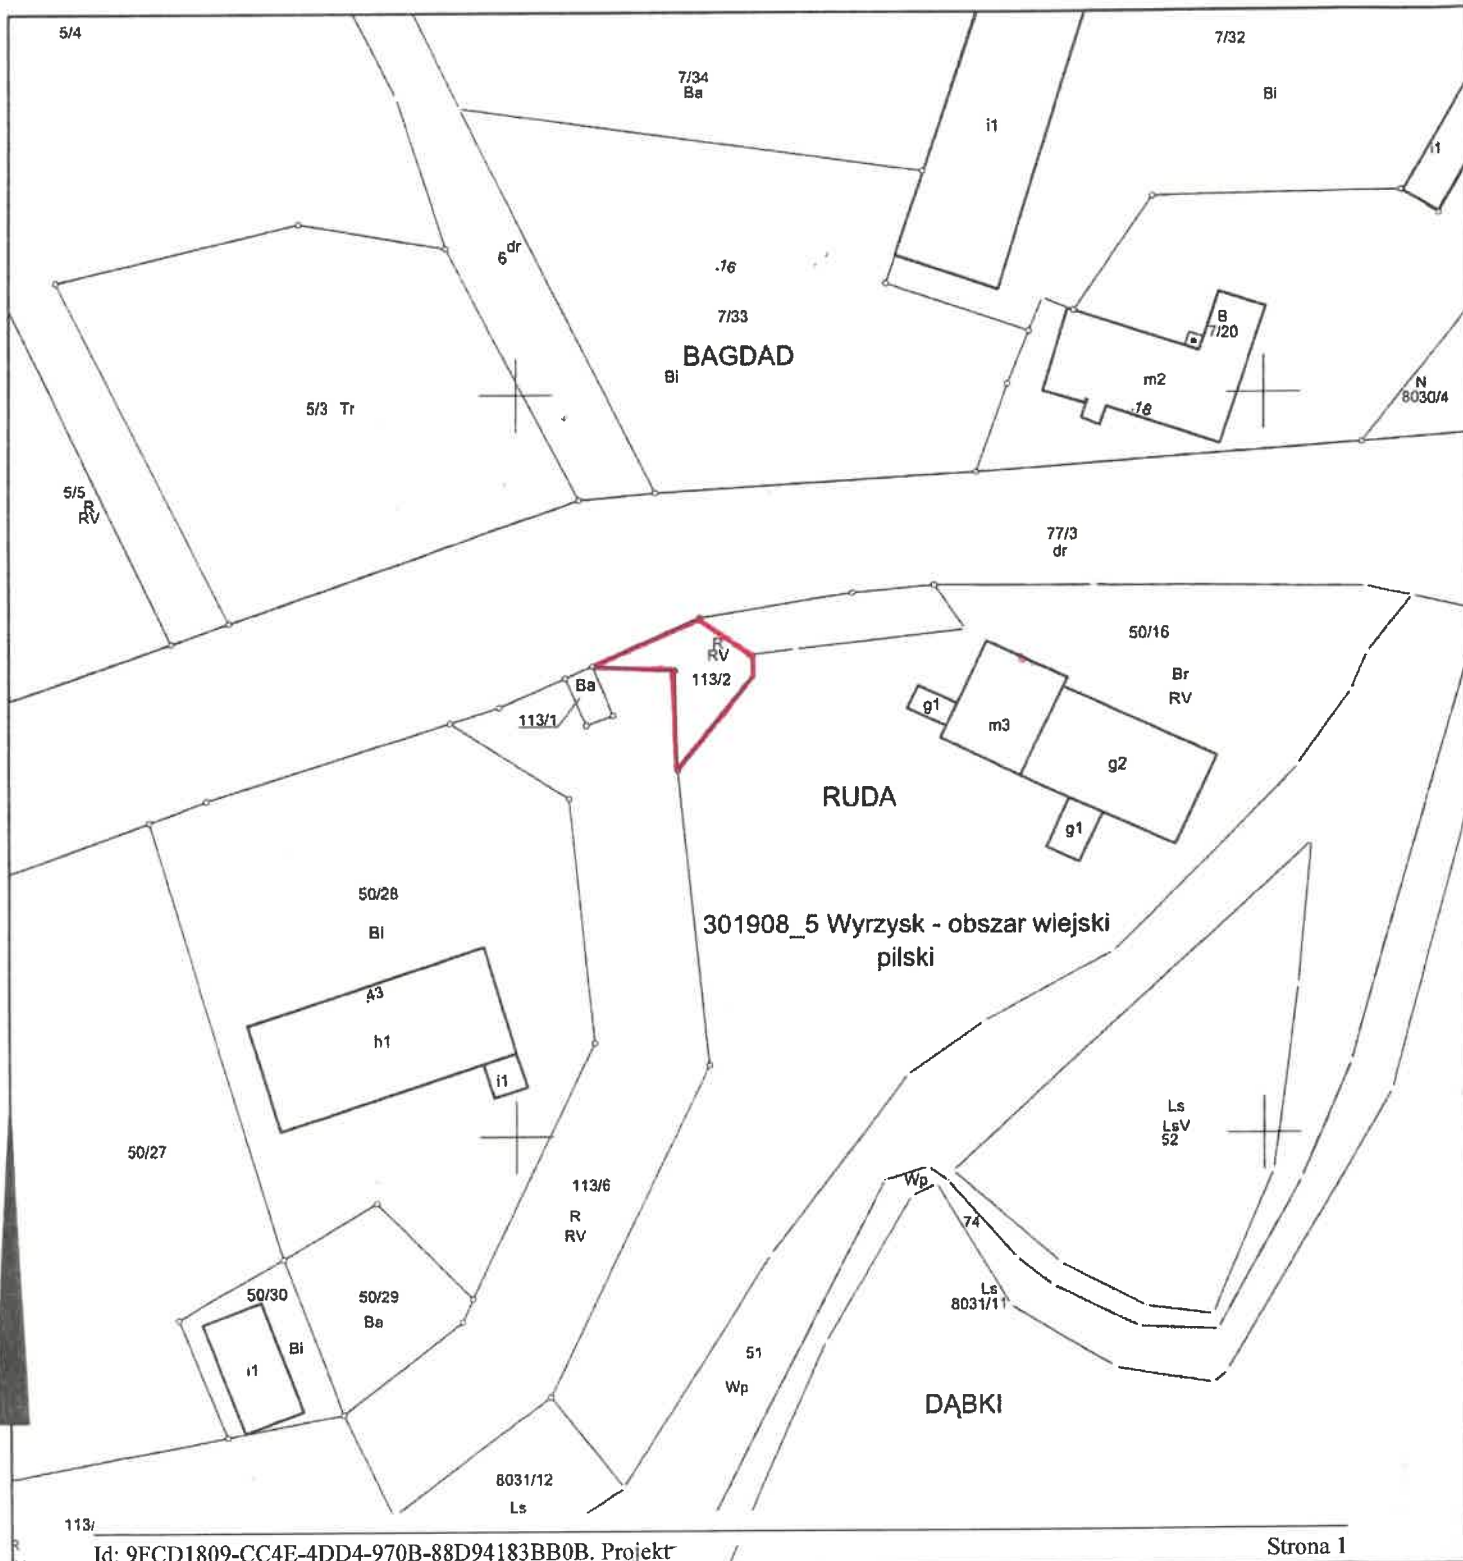 5/4
7/32
7/34
Ba
Bi
i1
i1
dr
6
.16
7/33
BAGDAD
Bi
B
7/20
m2
.18
N
8030/4
5/3 Tr
5/5
R
RV
77/3
dr
R
RV
113/2
Ba
113/1
50/16
Br
RV
g1
m3
g2
g1
RUDA
50/28
BI
301908_5 Wyrzysk - obszar wiejski
pilski
43
h1
i1
Ls
LsV
52
50/27
113/6
R
RV
Wp
74
Ls
8031/11
50/30
50/29
Ba
Bi
i1
51
Wp
DĄBKI
8031/12
Ls
113/
R
Id: 9FCD1809-CC4E-4DD4-970B-88D94183BB0B. Projekt
Strona 1